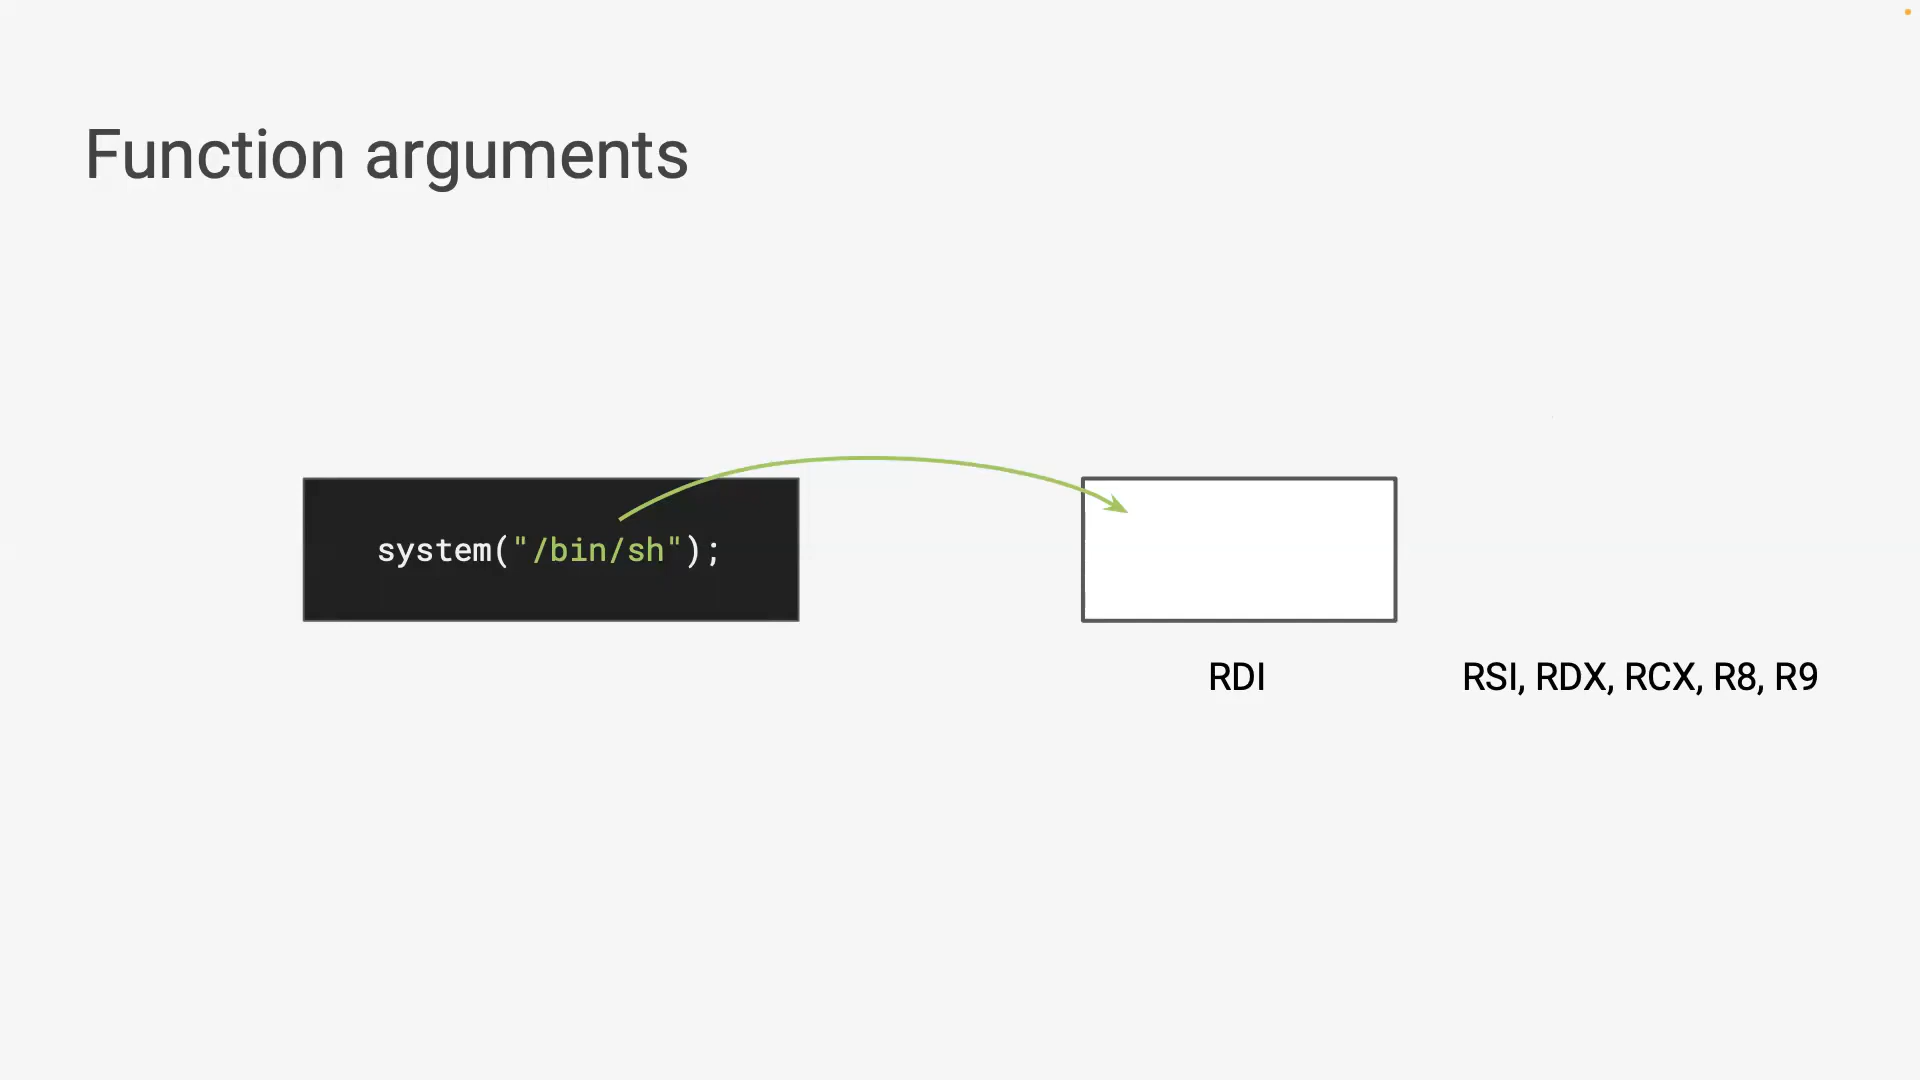 Function arguments
system("/bin/sh");
RDI
RSI, RDX, RCX, R8, R9